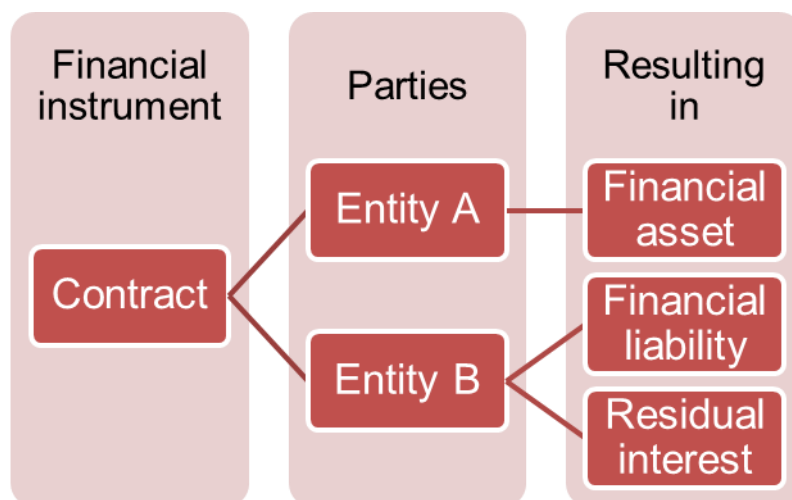 Financial
instrument
Contract
Parties
Entity A
Entity B
Resulting
in
Financial
asset
Financial
liability
Residual
interest